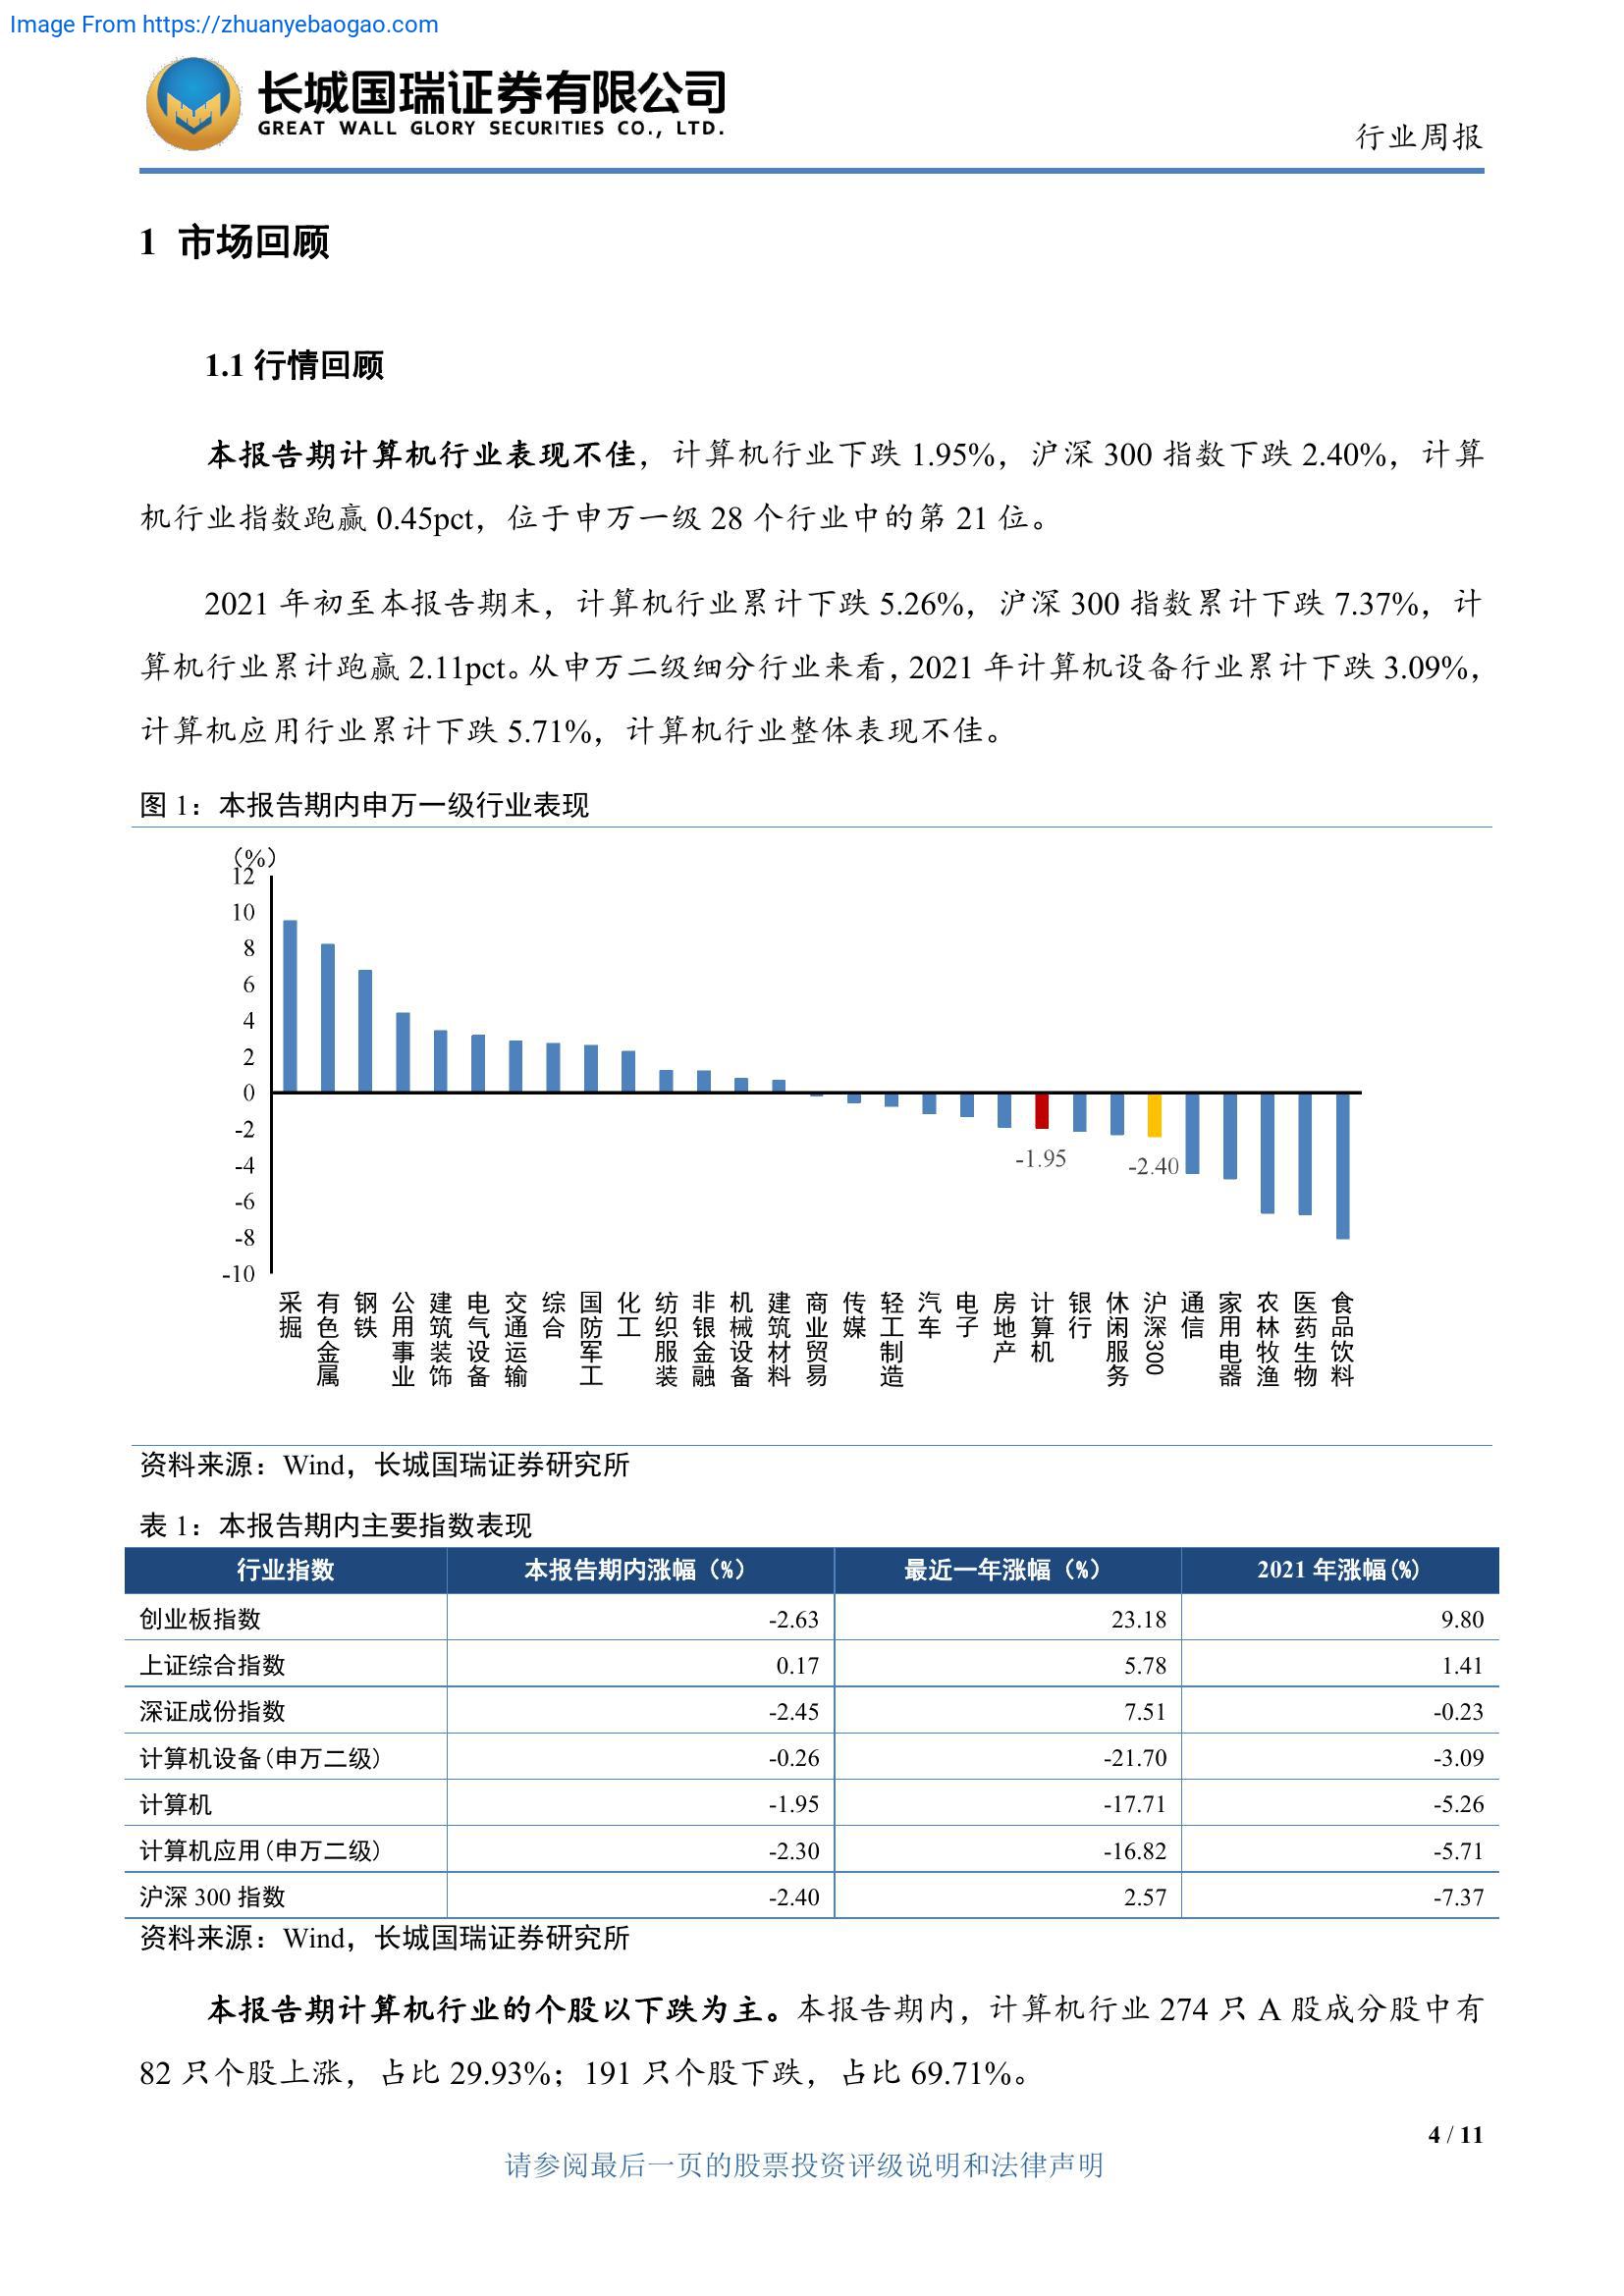 Image From https://zhuanyebaogao.com
长城国瑞证券有限公司
GREAT WALL GLORY SECURITIES CO., LTD.
行业周报
1 市场回顾
1.1 行情回顾
本报告期计算机行业表现不佳，计算机行业下跌 1.95%，沪深 300 指数下跌 2.40%，计算
机行业指数跑赢 0.45pct，位于申万一级 28 个行业中的第 21 位。
2021 年初至本报告期末，计算机行业累计下跌 5.26%，沪深 300 指数累计下跌 7.37%，计
算机行业累计跑赢 2.11pct。从申万二级细分行业来看，2021 年计算机设备行业累计下跌 3.09%，
计算机应用行业累计下跌 5.71%，计算机行业整体表现不佳。
图 1：本报告期内申万一级行业表现
（%）
12
10
8
6
4
2
0
-2
-4
-6
-8
-10
-1.95
-2.40
采掘
有色金属
钢铁
公用事业
建筑装饰
电气设备
交通运输
综合
国防军工
化工
纺织服装
非银金融
机械设备
建筑材料
商业贸易
传媒
轻工制造
汽车
电子
房地产
计算机
银行
休闲服务
沪深300
通信
家用电器
农林牧渔
医药生物
食品饮料
资料来源：Wind，长城国瑞证券研究所
表 1：本报告期内主要指数表现
行业指数 本报告期内涨幅（%） 最近一年涨幅（%） 2021 年涨幅(%)
创业板指数 -2.63 23.18 9.80
上证综合指数 0.17 5.78 1.41
深证成份指数 -2.45 7.51 -0.23
计算机设备(申万二级) -0.26 -21.70 -3.09
计算机 -1.95 -17.71 -5.26
计算机应用(申万二级) -2.30 -16.82 -5.71
沪深 300 指数 -2.40 2.57 -7.37
资料来源：Wind，长城国瑞证券研究所
本报告期计算机行业的个股以下跌为主。本报告期内，计算机行业 274 只 A 股成分股中有
82 只个股上涨，占比 29.93%；191 只个股下跌，占比 69.71%。
4 / 11
请参阅最后一页的股票投资评级说明和法律声明